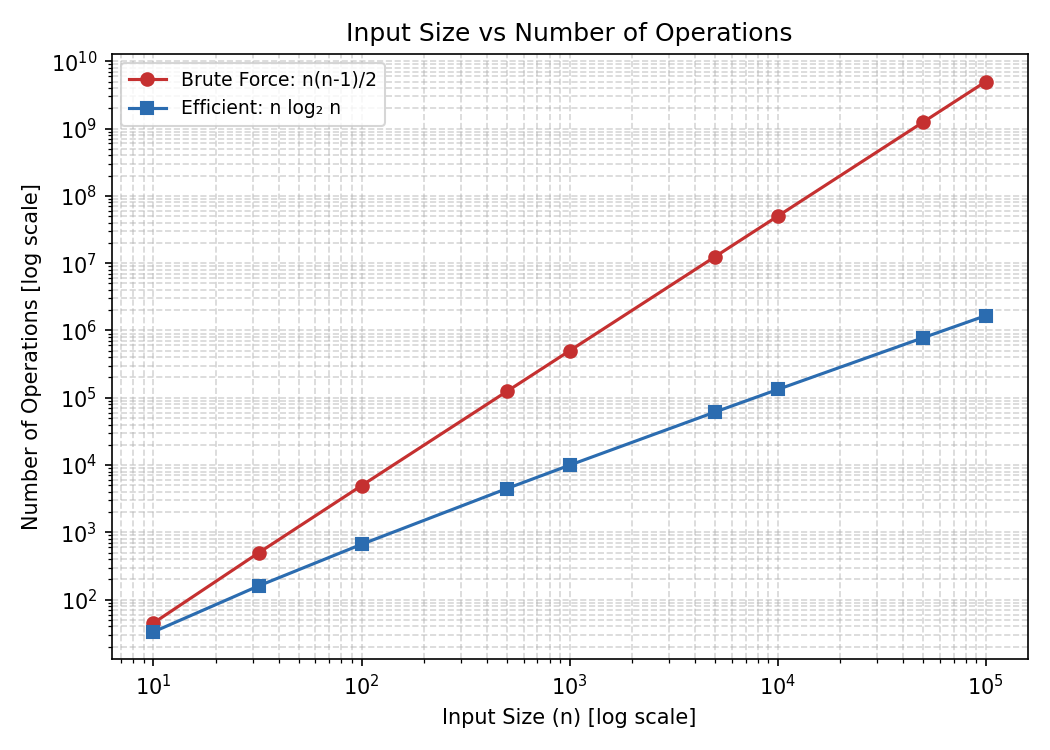 Input Size vs Number of Operations
Brute Force: n(n-1)/2
Efficient: n log₂ n
Number of Operations [log scale]
10¹⁰
10⁹
10⁸
10⁷
10⁶
10⁵
10⁴
10³
10²
10¹ 10² 10³ 10⁴ 10⁵
Input Size (n) [log scale]